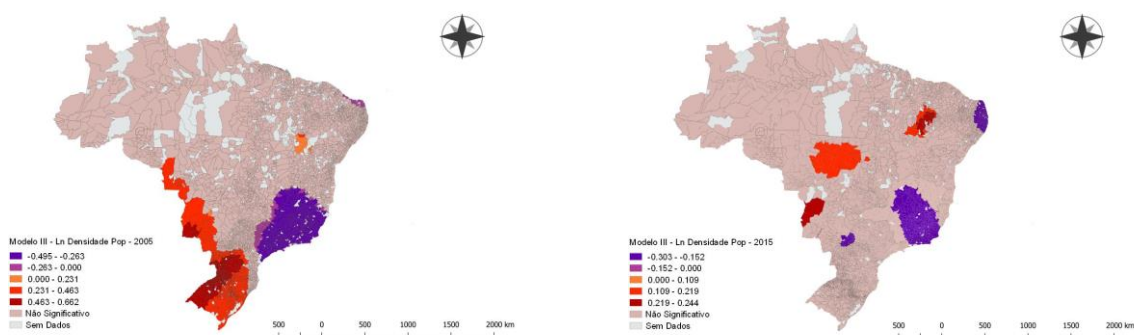 Modelo III - Ln Densidade Pop - 2005
-0.495 - -0.263
-0.263 - 0.000
0.000 - 0.231
0.231 - 0.463
0.463 - 0.662
Não Significativo
Sem Dados
500 0 500 1000 1500 2000 km
Modelo III - Ln Densidade Pop - 2015
-0.303 - -0.152
-0.152 - 0.000
0.000 - 0.109
0.109 - 0.219
0.219 - 0.244
Não Significativo
Sem Dados
500 0 500 1000 1500 2000 km